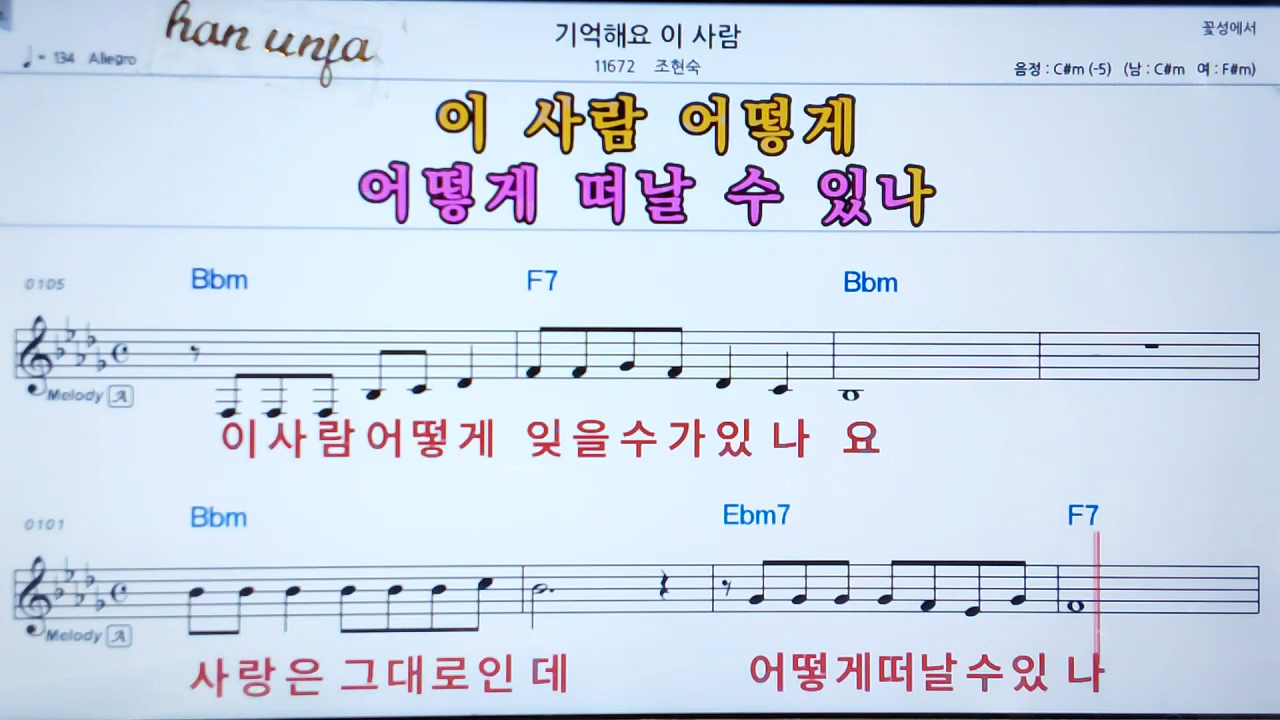 han unja
기억해요 이 사람
꽃성에서
♩= 134 Allegro
11672 조현숙
음정 : C#m (-5) (남 : C#m 여 : F#m)
이 사람 어떻게
어떻게 떠날 수 있나
0105 Bbm F7 Bbm
Melody A
이사람어떻게 잊을수가있 나 요
0101 Bbm Ebm7 F7
Melody A
사랑은 그대로인 데 어떻게떠날수있 나